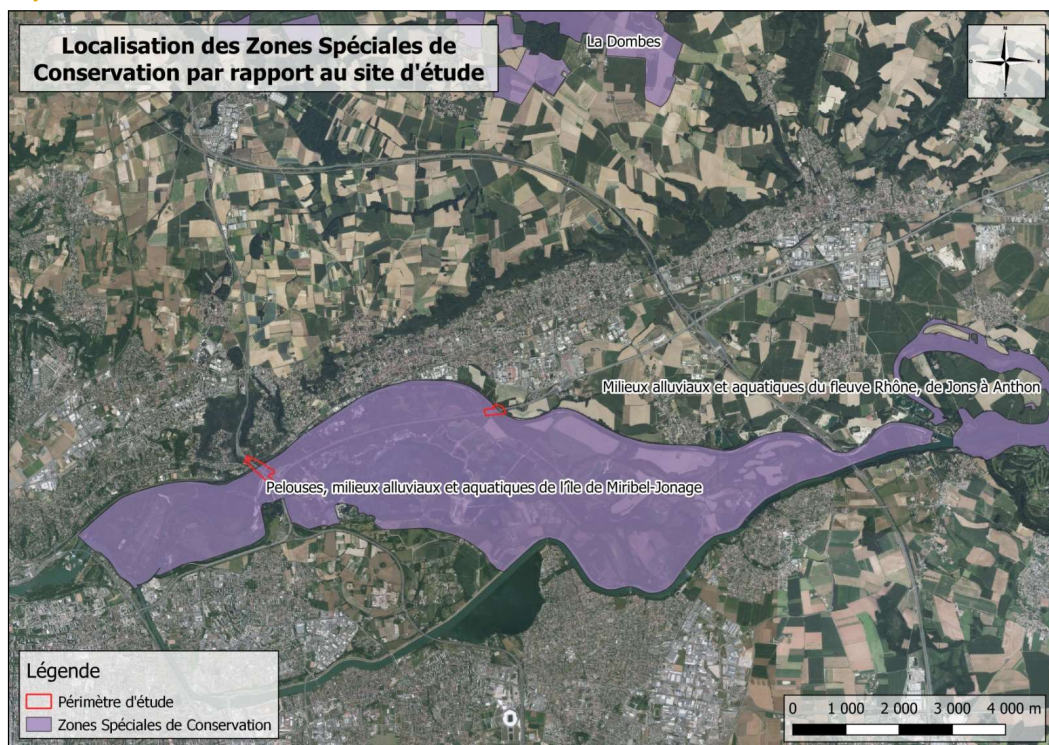 Localisation des Zones Spéciales de
Conservation par rapport au site d'étude
La Dombes
N
O
E
S
Milieux alluviaux et aquatiques du fleuve Rhône, de Jons à Anthon
Pelouses, milieux alluviaux et aquatiques de l'île de Miribel-Jonage
Légende
Périmètre d'étude
Zones Spéciales de Conservation
0 1 000 2 000 3 000 4 000 m